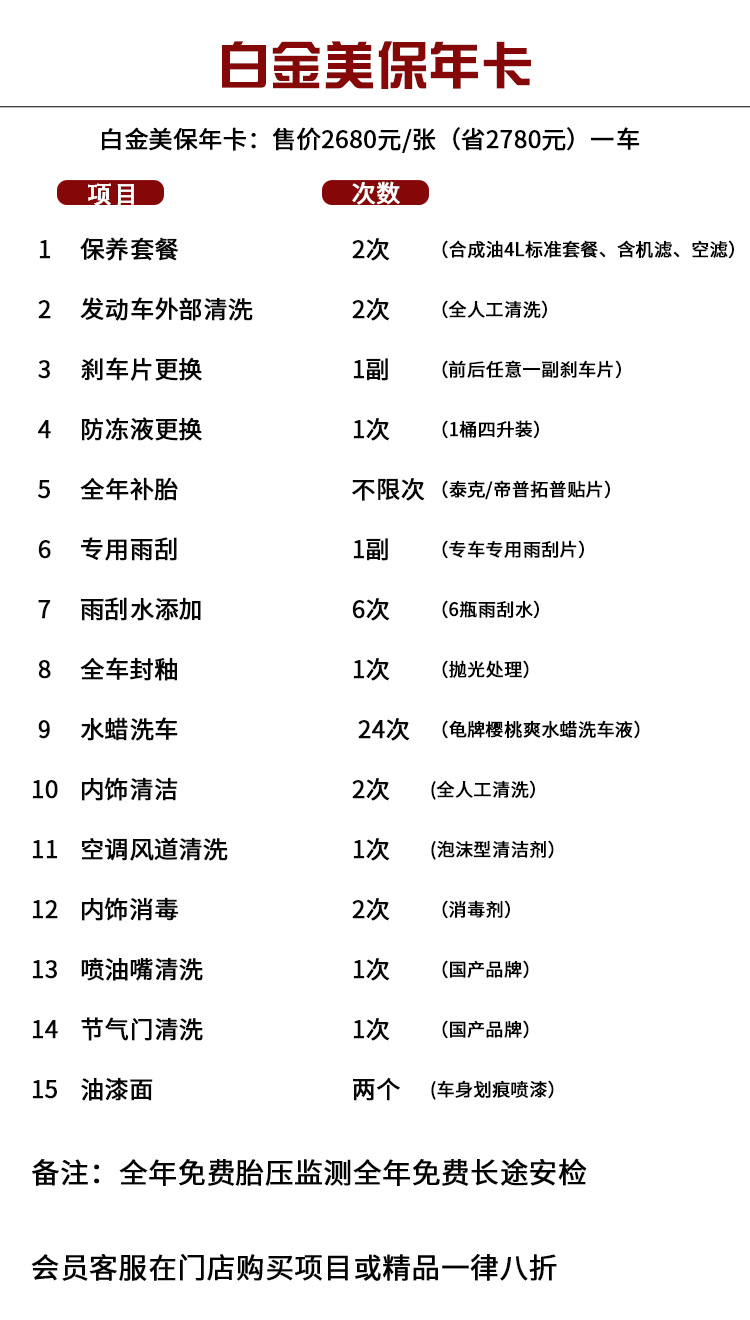 白金美保年卡
白金美保年卡：售价2680元/张（省2780元）一车
项目 次数
1 保养套餐 2次 （合成油4L标准套餐、含机滤、空滤）
2 发动车外部清洗 2次 （全人工清洗）
3 刹车片更换 1副 （前后任意一副刹车片）
4 防冻液更换 1次 （1桶四升装）
5 全年补胎 不限次 （泰克/帝普拓普贴片）
6 专用雨刮 1副 （专车专用雨刮片）
7 雨刮水添加 6次 （6瓶雨刮水）
8 全车封釉 1次 （抛光处理）
9 水蜡洗车 24次 （龟牌樱桃爽水蜡洗车液）
10 内饰清洁 2次 (全人工清洗）
11 空调风道清洗 1次 (泡沫型清洁剂）
12 内饰消毒 2次 （消毒剂）
13 喷油嘴清洗 1次 （国产品牌）
14 节气门清洗 1次 （国产品牌）
15 油漆面 两个 (车身划痕喷漆）
备注：全年免费胎压监测全年免费长途安检
会员客服在门店购买项目或精品一律八折